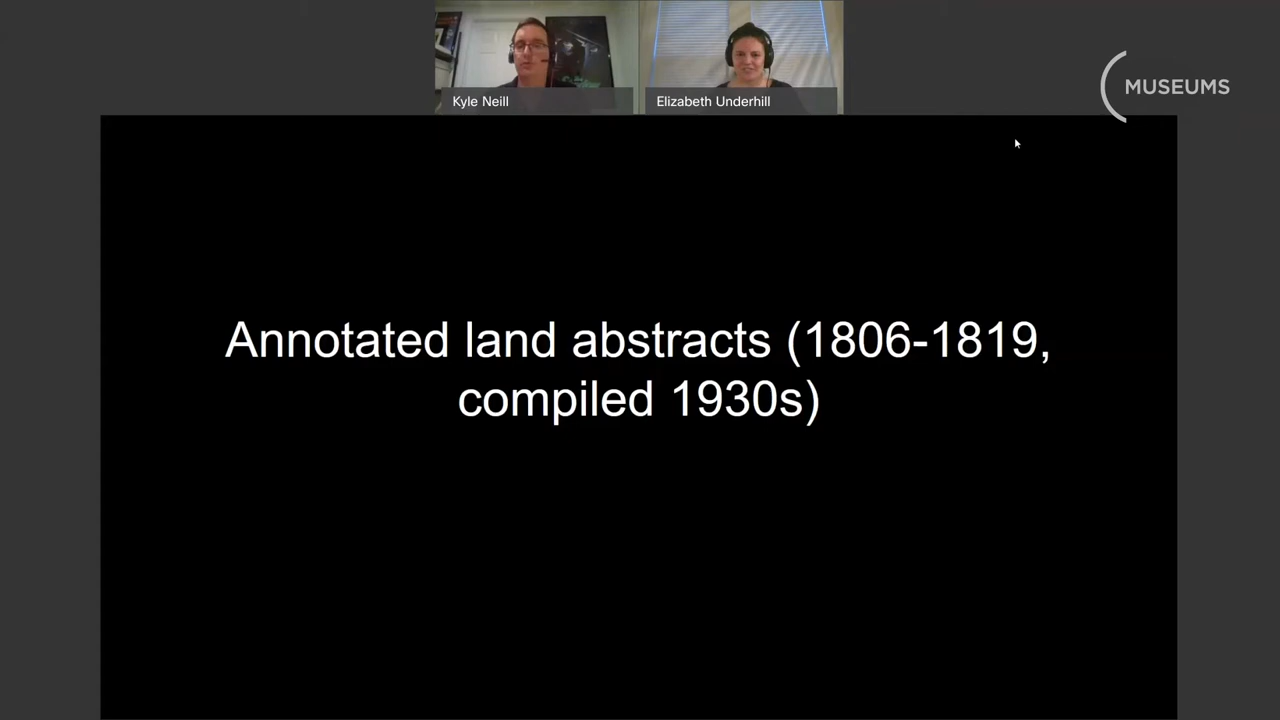 Kyle Neill
Elizabeth Underhill
MUSEUMS
Annotated land abstracts (1806-1819,
compiled 1930s)